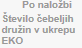 Po naložbi
Število čebeljih
družin v ukrepu
EKO